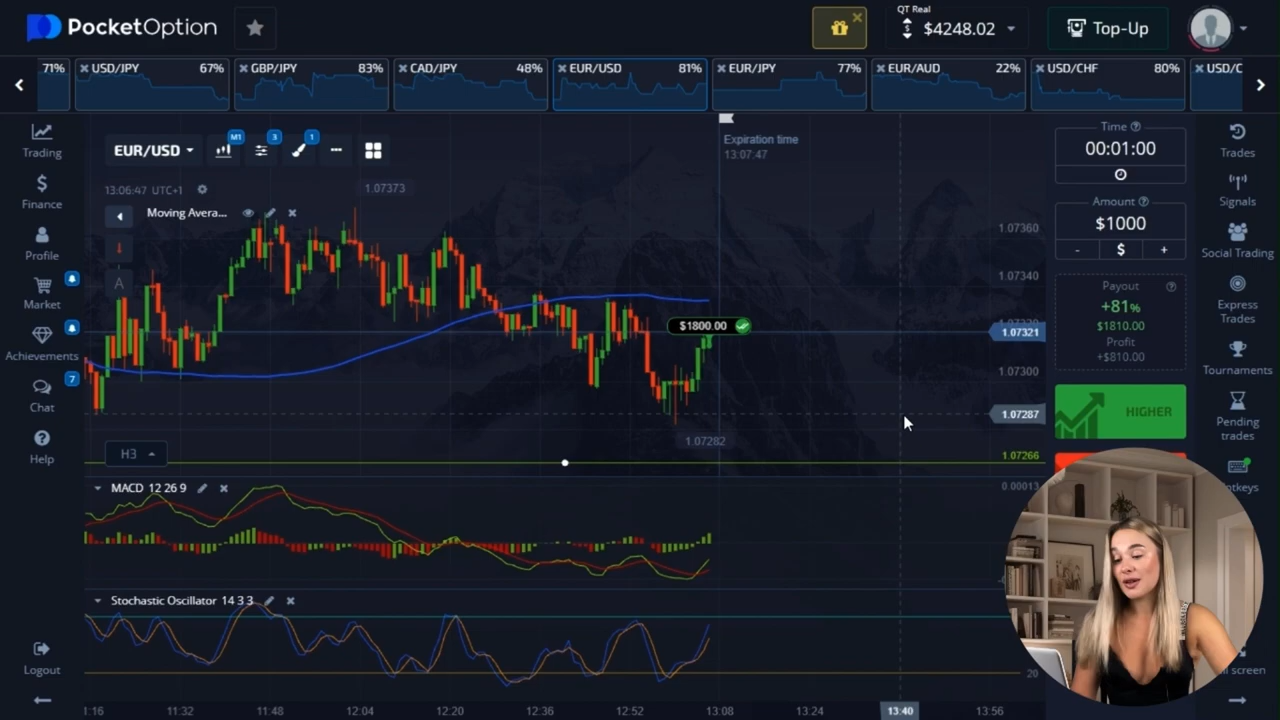 PocketOption
QT Real
$4248.02
Top-Up
71%
USD/JPY 67%
GBP/JPY 83%
CAD/JPY 48%
EUR/USD 81%
EUR/JPY 77%
EUR/AUD 22%
USD/CHF 80%
USD/C
Trading
Finance
Profile
Market
Achievements
7
Chat
Help
Logout
EUR/USD
M1
3
1
13:06:47 UTC+1
Moving Avera...
A
1.07373
Expiration time
13:07:47
$1800.00
1.07282
H3
1.07360
1.07340
1.07321
1.07300
1.07287
1.07266
MACD 12 26 9
0.00013
Stochastic Oscillator 14 3 3
20
1:16
11:32
11:48
12:04
12:20
12:36
12:52
13:08
13:24
13:40
13:56
Time
00:01:00
Amount
$1000
- $ +
Payout
+81%
$1810.00
Profit
+$810.00
HIGHER
Trades
Signals
Social Trading
Express
Trades
Tournaments
Pending
trades
otkeys
screen